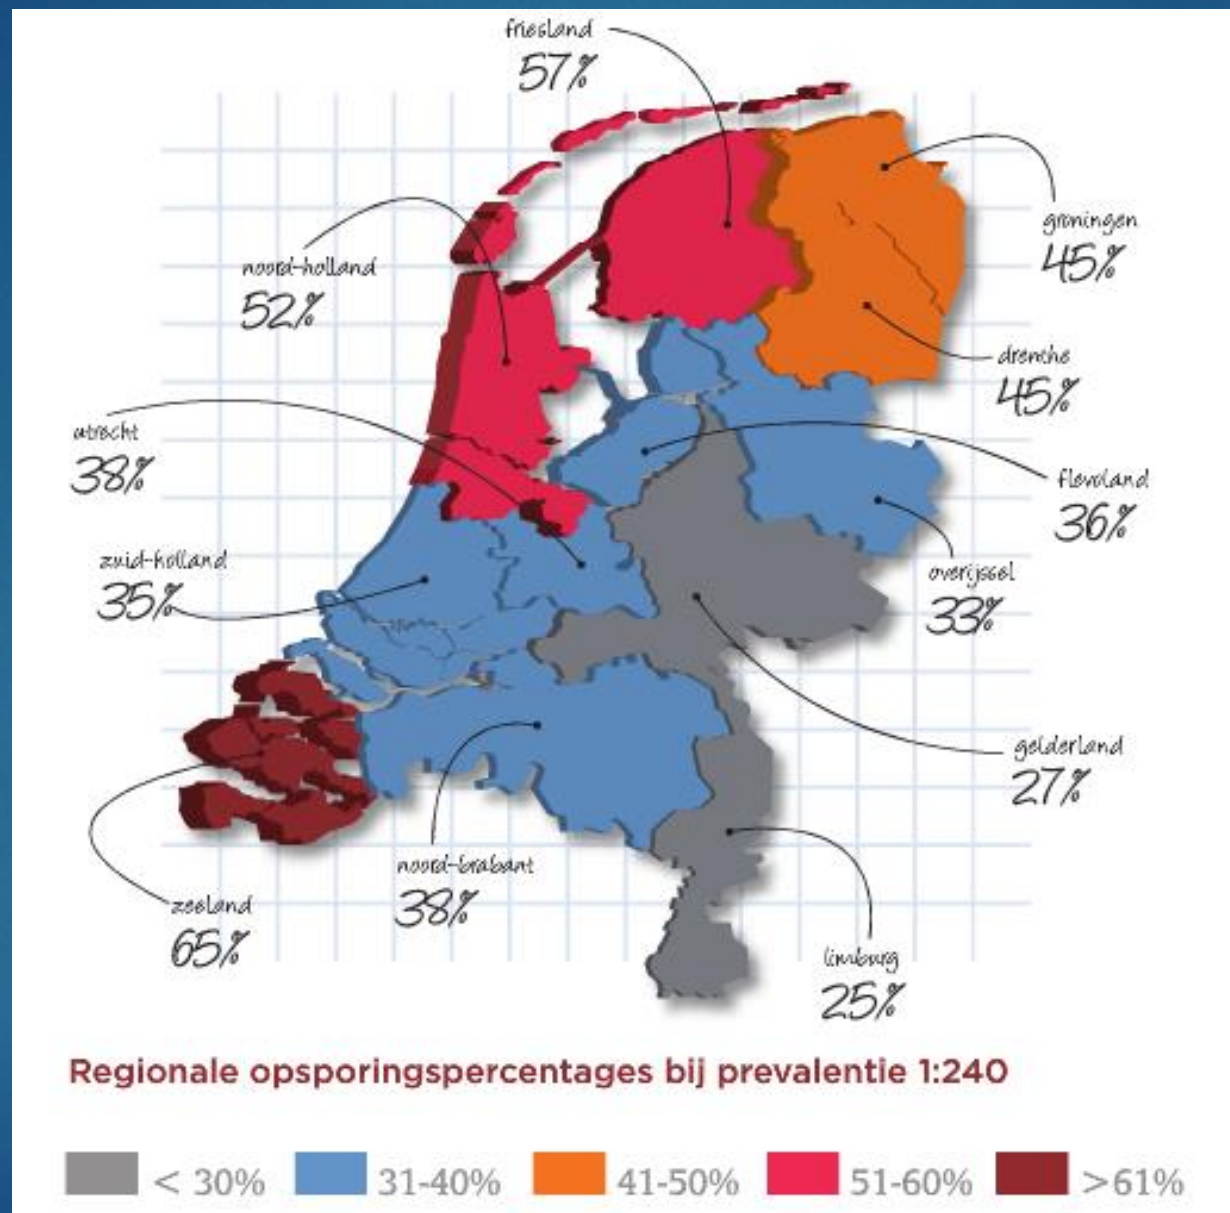 friesland
57%
groningen
45%
noord-holland
52%
drenthe
45%
utrecht
38%
flevoland
36%
zuid-holland
35%
overijssel
33%
gelderland
27%
noord-brabant
38%
zeeland
65%
limburg
25%
Regionale opsporingspercentages bij prevalentie 1:240
< 30% 31-40% 41-50% 51-60% >61%